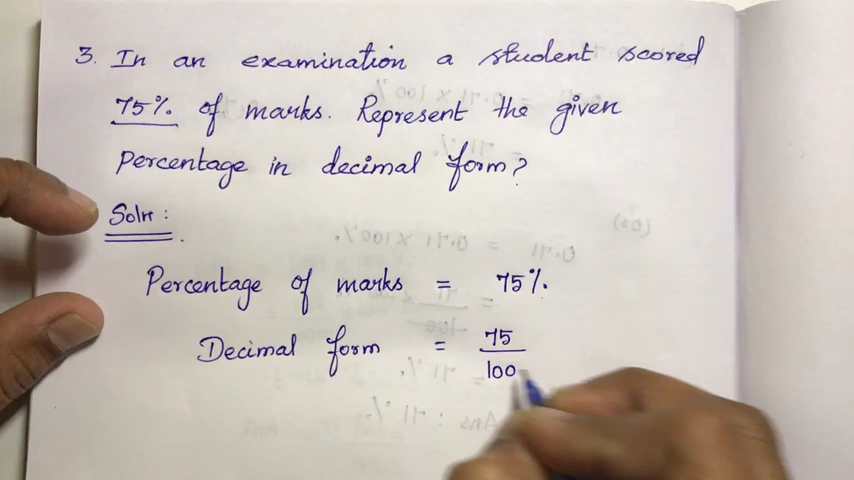 3. In an examination a student scored
75% of marks. Represent the given
percentage in decimal form?
Soln :
Percentage of marks = 75%.
Decimal form = 75
100